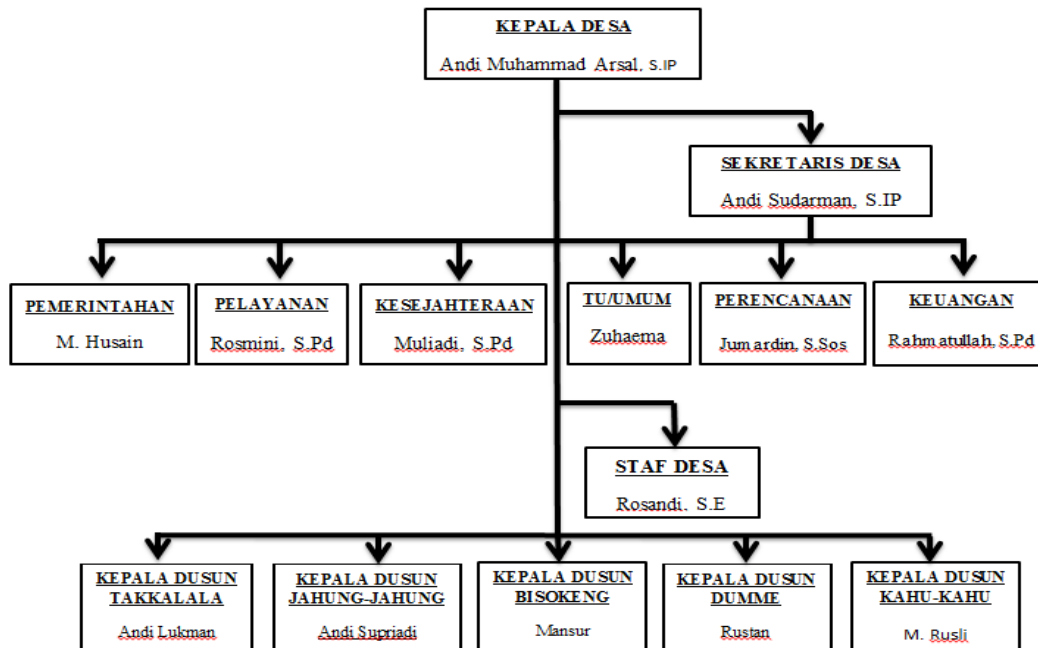 KEPALA DESA
Andi Muhammad Arsal, S.IP
SEKRETARIS DESA
Andi Sudarman, S.IP
PEMERINTAHAN
M. Husain
PELAYANAN
Rosmini, S.Pd
KESEJAHTERAAN
Muliadi, S.Pd
TU/UMUM
Zuhaema
PERENCANAAN
Jumardin, S.Sos
KEUANGAN
Rahmatullah, S.Pd
STAF DESA
Rosandi, S.E
KEPALA DUSUN
TAKKALALA
Andi Lukman
KEPALA DUSUN
JAHUNG-JAHUNG
Andi Supriadi
KEPALA DUSUN
BISOKENG
Mansur
KEPALA DUSUN
DUMME
Rustan
KEPALA DUSUN
KAHU-KAHU
M. Rusli